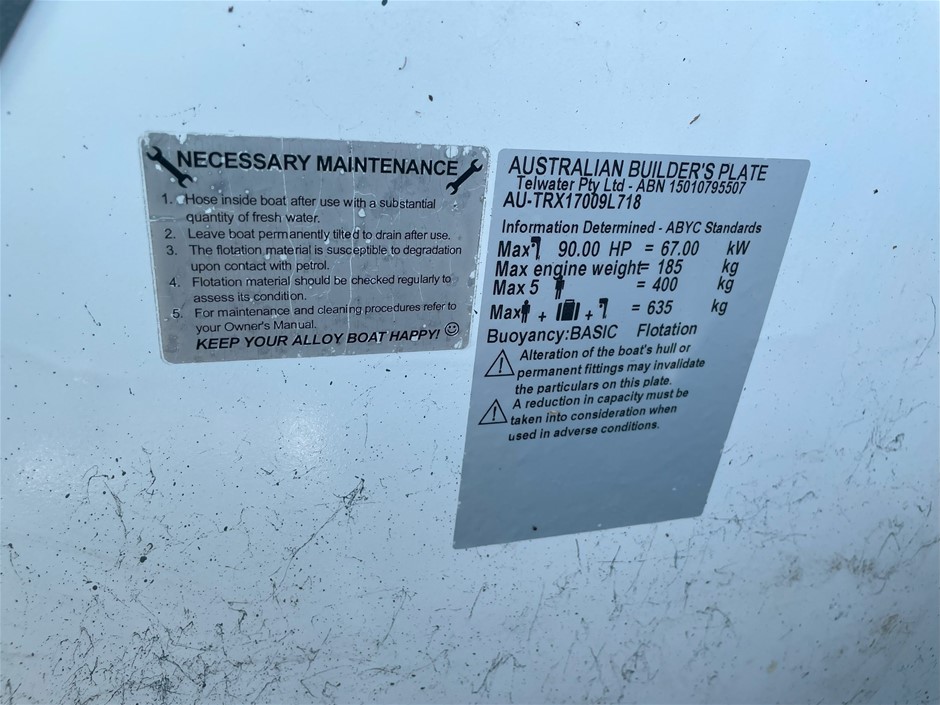 NECESSARY MAINTENANCE
1. Hose inside boat after use with a substantial
quantity of fresh water.
2. Leave boat permanently tilted to drain after use.
3. The flotation material is susceptible to degradation
upon contact with petrol.
4. Flotation material should be checked regularly to
assess its condition.
5. For maintenance and cleaning procedures refer to
your Owner's Manual.
KEEP YOUR ALLOY BOAT HAPPY!
AUSTRALIAN BUILDER'S PLATE
Telwater Pty Ltd - ABN 15010795507
AU-TRX17009L718
Information Determined - ABYC Standards
Max 90.00 HP = 67.00 kW
Max engine weight= 185 kg
Max 5 = 400 kg
Max + + = 635 kg
Buoyancy:BASIC Flotation
Alteration of the boat's hull or
permanent fittings may invalidate
the particulars on this plate.
A reduction in capacity must be
taken into consideration when
used in adverse conditions.